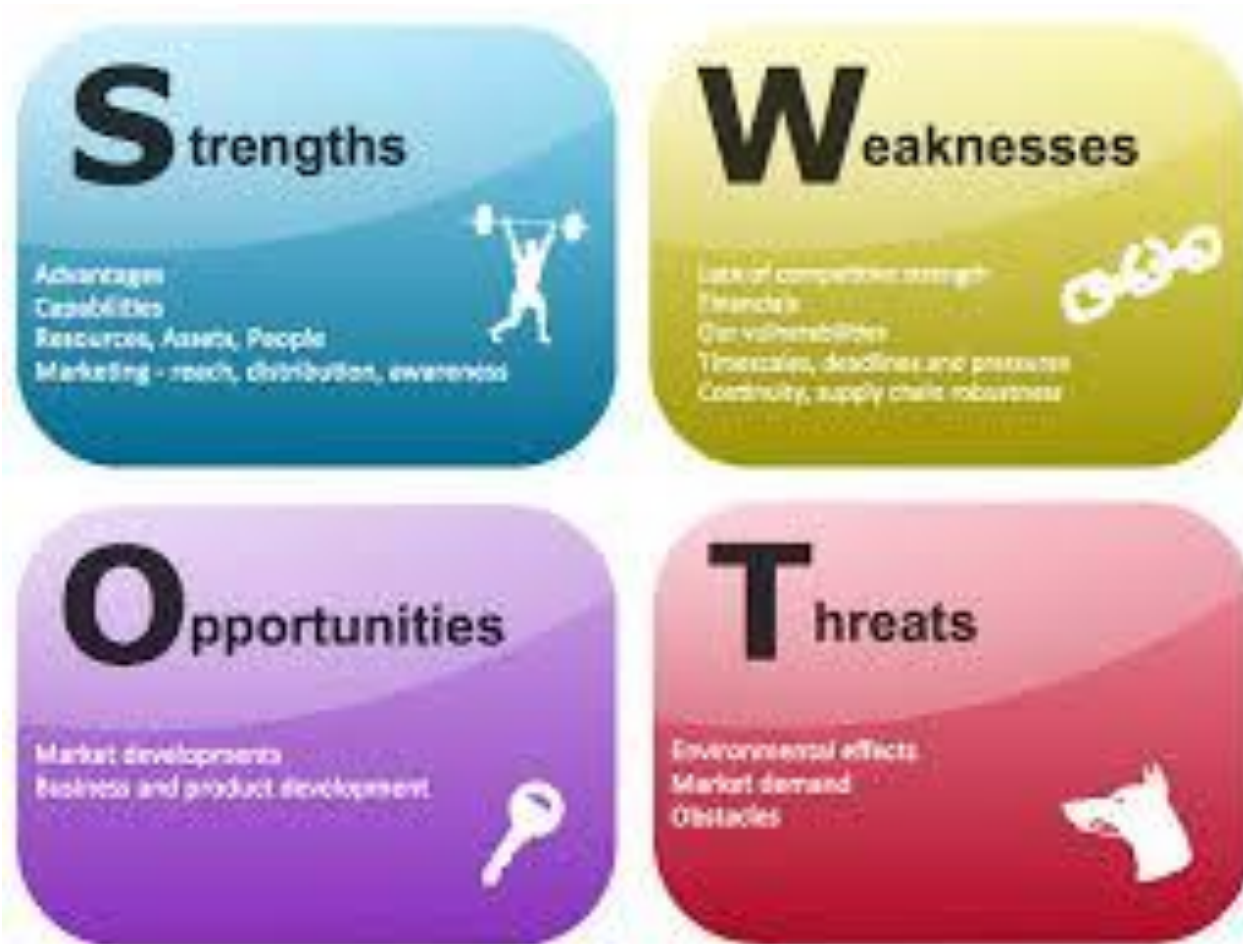 Strengths
Advantages
Capabilities
Resources, Assets, People
Marketing - reach, distribution, awareness
Weaknesses
Lack of competitive strength
Financials
Our vulnerabilities
Timescales, deadlines and pressures
Continuity, supply chain robustness
Opportunities
Market developments
Business and product development
Threats
Environmental effects
Market demand
Obstacles